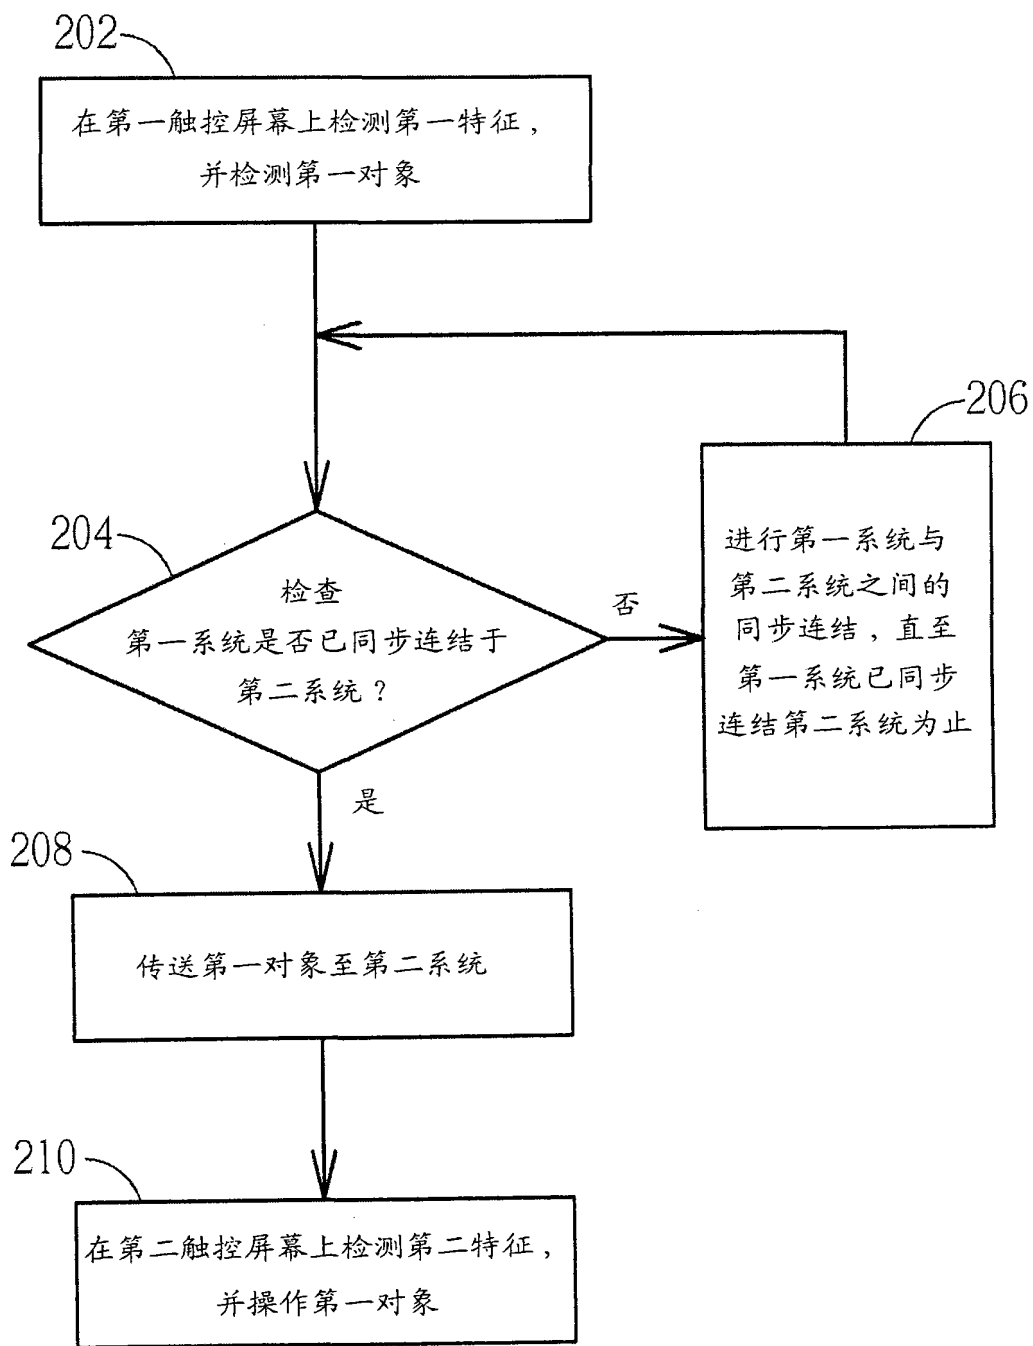 202
在第一触控屏幕上检测第一特征，
并检测第一对象
206
204
检查
第一系统是否已同步连结于
第二系统？
否
进行第一系统与
第二系统之间的
同步连结，直至
第一系统已同步
连结第二系统为止
是
208
传送第一对象至第二系统
210
在第二触控屏幕上检测第二特征，
并操作第一对象